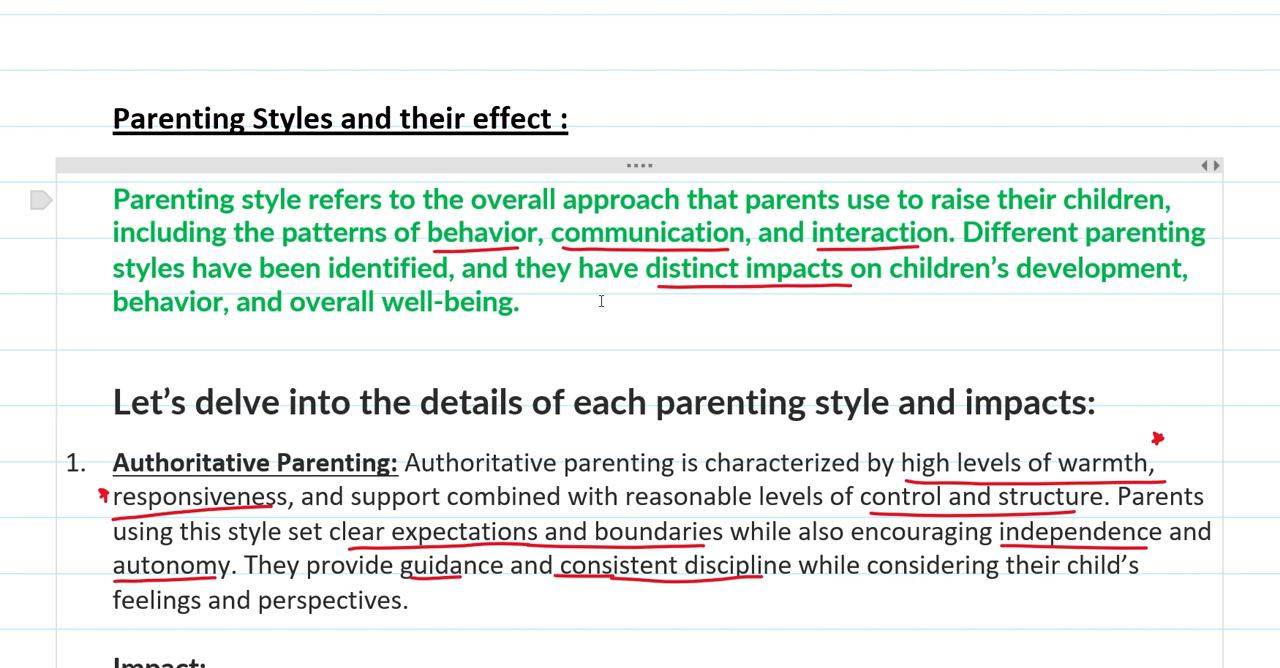 Parenting Styles and their effect :
Parenting style refers to the overall approach that parents use to raise their children,
including the patterns of behavior, communication, and interaction. Different parenting
styles have been identified, and they have distinct impacts on children’s development,
behavior, and overall well-being.
Let’s delve into the details of each parenting style and impacts:
1. Authoritative Parenting: Authoritative parenting is characterized by high levels of warmth,
responsiveness, and support combined with reasonable levels of control and structure. Parents
using this style set clear expectations and boundaries while also encouraging independence and
autonomy. They provide guidance and consistent discipline while considering their child’s
feelings and perspectives.
Impact: